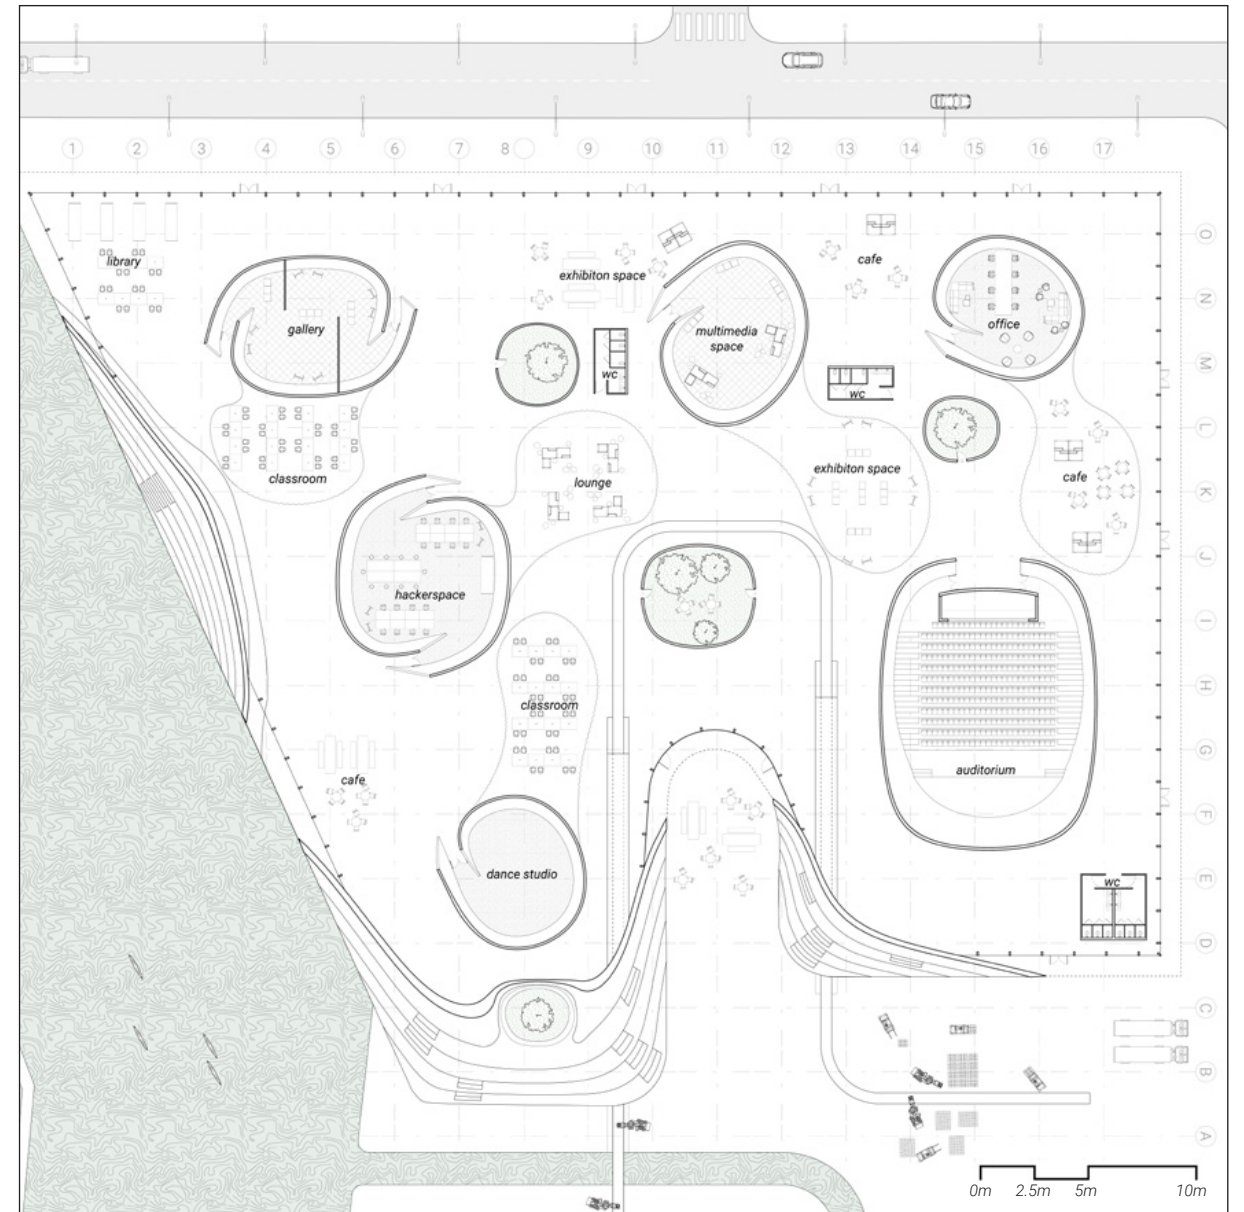 1 2 3 4 5 6 7 8 9 10 11 12 13 14 15 16 17
O
library
exhibiton space
cafe
N
gallery
multimedia
space
office
M
wc
wc
L
classroom
lounge
exhibiton space
cafe
K
J
hackerspace
I
H
classroom
G
cafe
auditorium
F
dance studio
E
wc
D
C
B
A
0m 2.5m 5m 10m